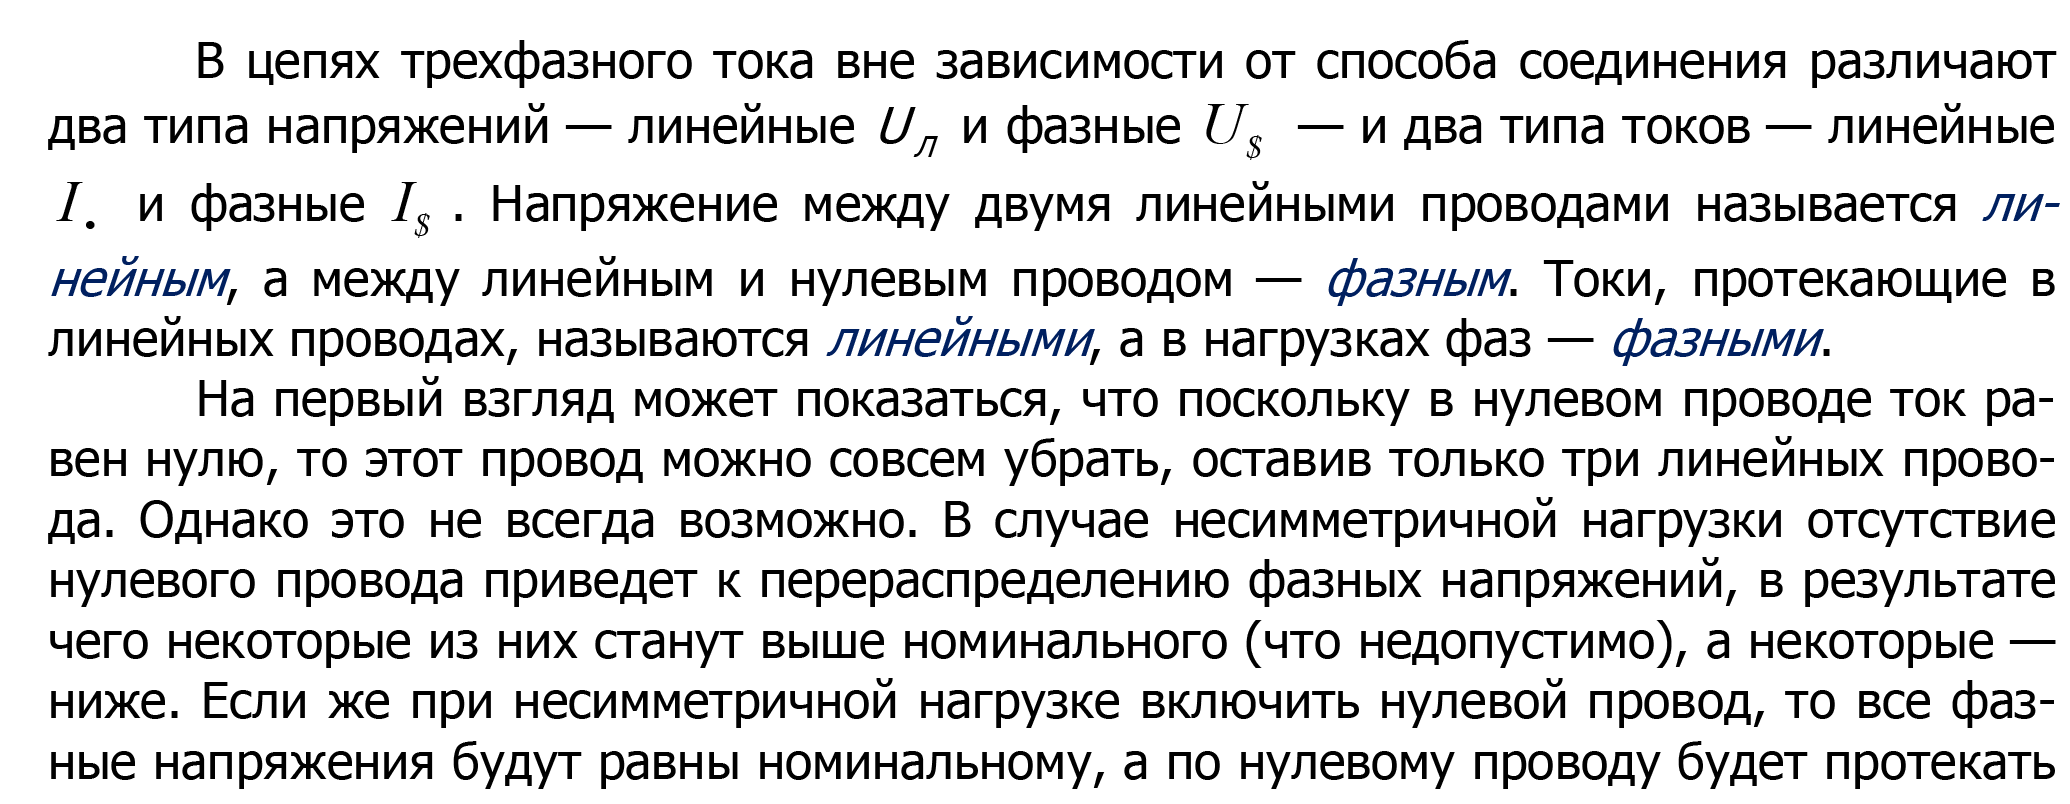 В цепях трехфазного тока вне зависимости от способа соединения различают
два типа напряжений — линейные Uл и фазные U$ — и два типа токов — линейные
I• и фазные I$ . Напряжение между двумя линейными проводами называется ли-
нейным, а между линейным и нулевым проводом — фазным. Токи, протекающие в
линейных проводах, называются линейными, а в нагрузках фаз — фазными.
На первый взгляд может показаться, что поскольку в нулевом проводе ток ра-
вен нулю, то этот провод можно совсем убрать, оставив только три линейных прово-
да. Однако это не всегда возможно. В случае несимметричной нагрузки отсутствие
нулевого провода приведет к перераспределению фазных напряжений, в результате
чего некоторые из них станут выше номинального (что недопустимо), а некоторые —
ниже. Если же при несимметричной нагрузке включить нулевой провод, то все фаз-
ные напряжения будут равны номинальному, а по нулевому проводу будет протекать